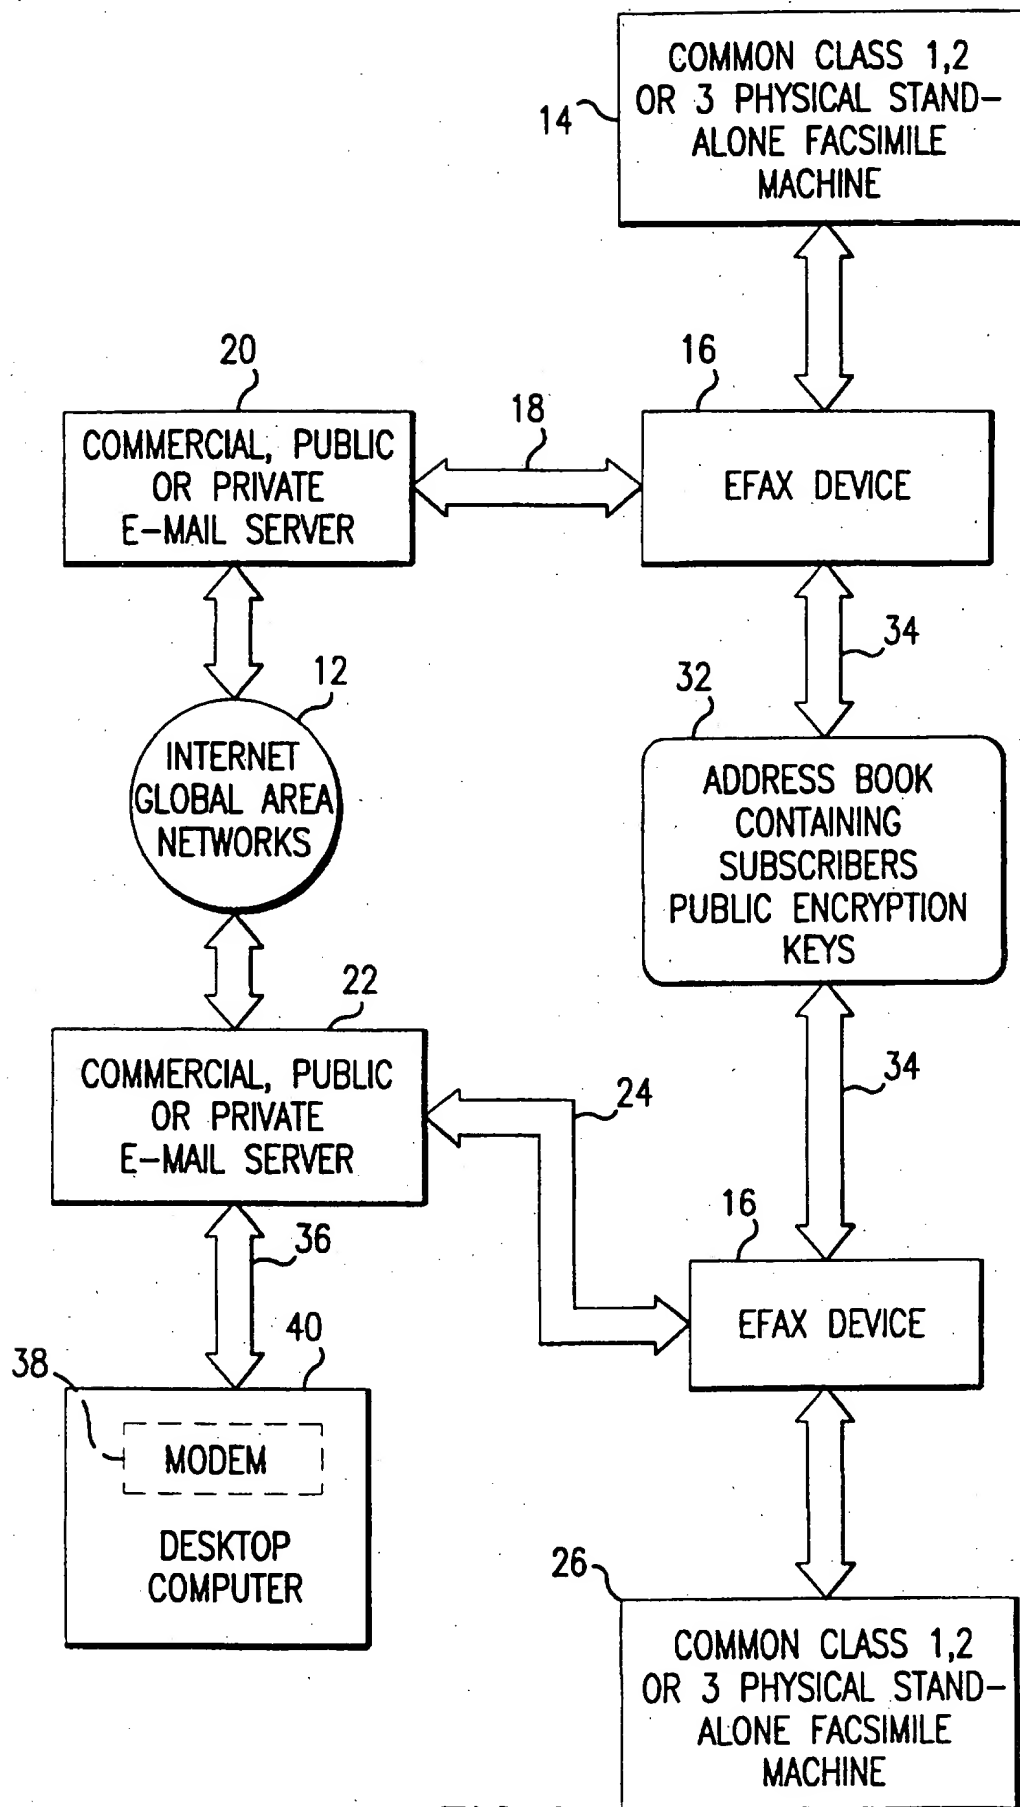 COMMON CLASS 1,2
OR 3 PHYSICAL STAND-
ALONE FACSIMILE
MACHINE
14
20
16
18
COMMERCIAL, PUBLIC
OR PRIVATE
E-MAIL SERVER
EFAX DEVICE
34
12
32
INTERNET
GLOBAL AREA
NETWORKS
ADDRESS BOOK
CONTAINING
SUBSCRIBERS
PUBLIC ENCRYPTION
KEYS
22
34
COMMERCIAL, PUBLIC
OR PRIVATE
E-MAIL SERVER
24
16
36
EFAX DEVICE
40
38
MODEM
DESKTOP
COMPUTER
26
COMMON CLASS 1,2
OR 3 PHYSICAL STAND-
ALONE FACSIMILE
MACHINE